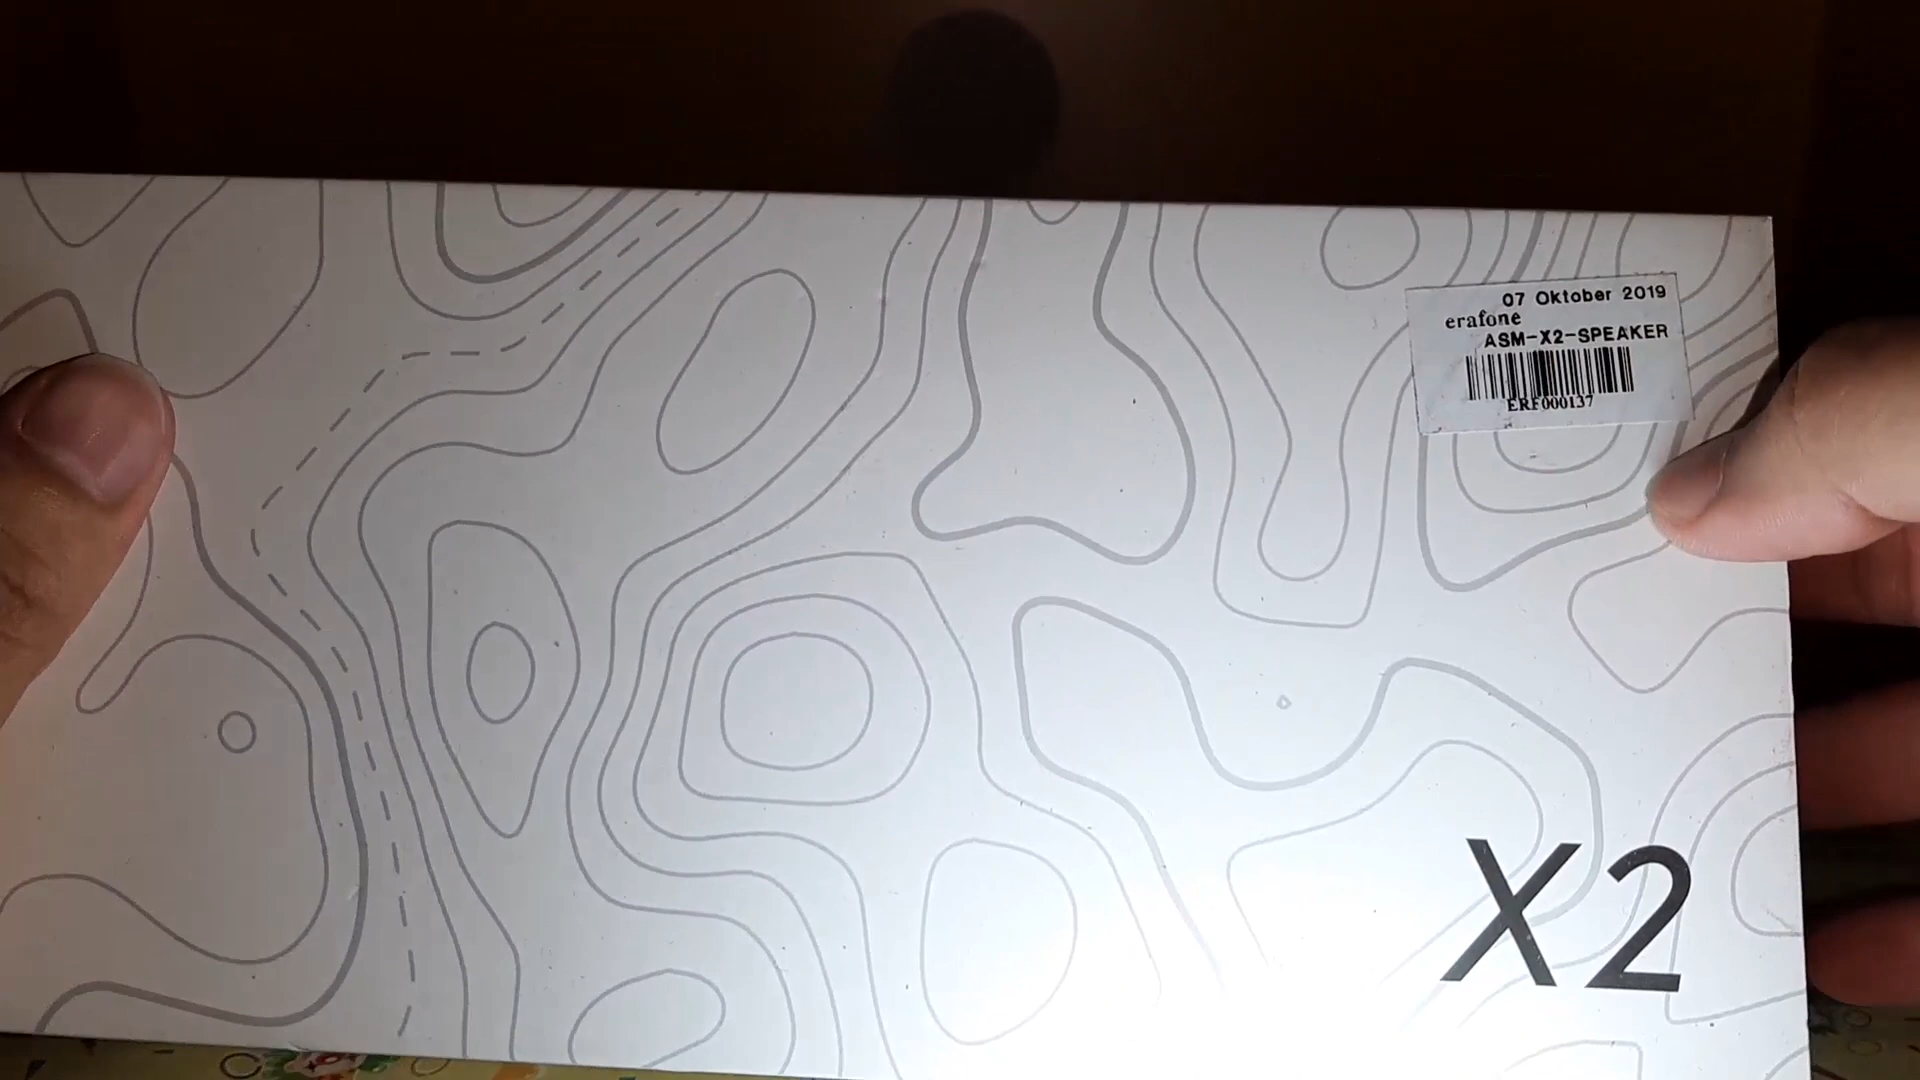 07 Oktober 2019
erafone
ASM-X2-SPEAKER
ERF000137
X2